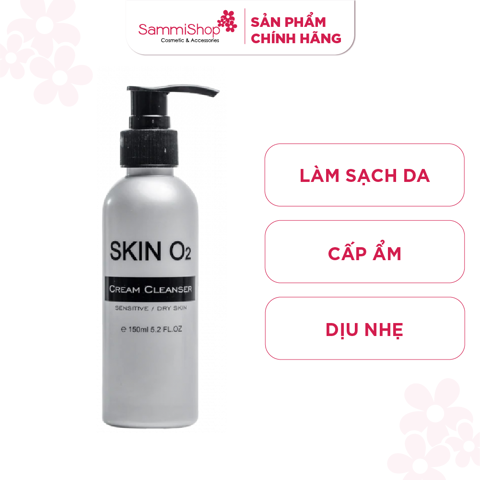 SammiShop
Cosmetic & Accessories
SẢN PHẨM
CHÍNH HÃNG
SKIN O2
CREAM CLEANSER
SENSITIVE / DRY SKIN
e 150ml 5.2 FL.OZ
LÀM SẠCH DA
CẤP ẨM
DỊU NHẸ